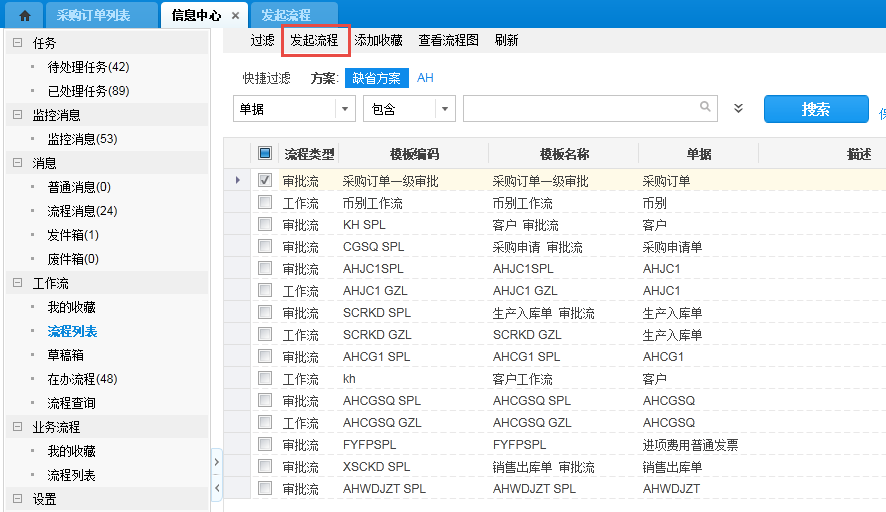 采购订单列表 信息中心 × 发起流程
任务
待处理任务(42)
已处理任务(89)
监控消息
监控消息(53)
消息
普通消息(0)
流程消息(24)
发件箱(1)
废件箱(0)
工作流
我的收藏
流程列表
草稿箱
在办流程(48)
流程查询
业务流程
我的收藏
流程列表
设置
过滤 发起流程 添加收藏 查看流程图 刷新
快捷过滤 方案: 缺省方案 AH
单据 包含 搜索
流程类型 模板编码 模板名称 单据 描述
审批流 采购订单一级审批 采购订单一级审批 采购订单
工作流 币别工作流 币别工作流 币别
审批流 KH SPL 客户 审批流 客户
审批流 CGSQ SPL 采购申请 审批流 采购申请单
审批流 AHJC1SPL AHJC1SPL AHJC1
工作流 AHJC1 GZL AHJC1 GZL AHJC1
审批流 SCRKD SPL 生产入库单 审批流 生产入库单
工作流 SCRKD GZL SCRKD GZL 生产入库单
审批流 AHCG1 SPL AHCG1 SPL AHCG1
工作流 kh 客户工作流 客户
审批流 AHCGSQ SPL AHCGSQ SPL AHCGSQ
工作流 AHCGSQ GZL AHCGSQ GZL AHCGSQ
审批流 FYFPSPL FYFPSPL 进项费用普通发票
审批流 XSCKD SPL 销售出库单 审批流 销售出库单
审批流 AHWDJZT SPL AHWDJZT SPL AHWDJZT